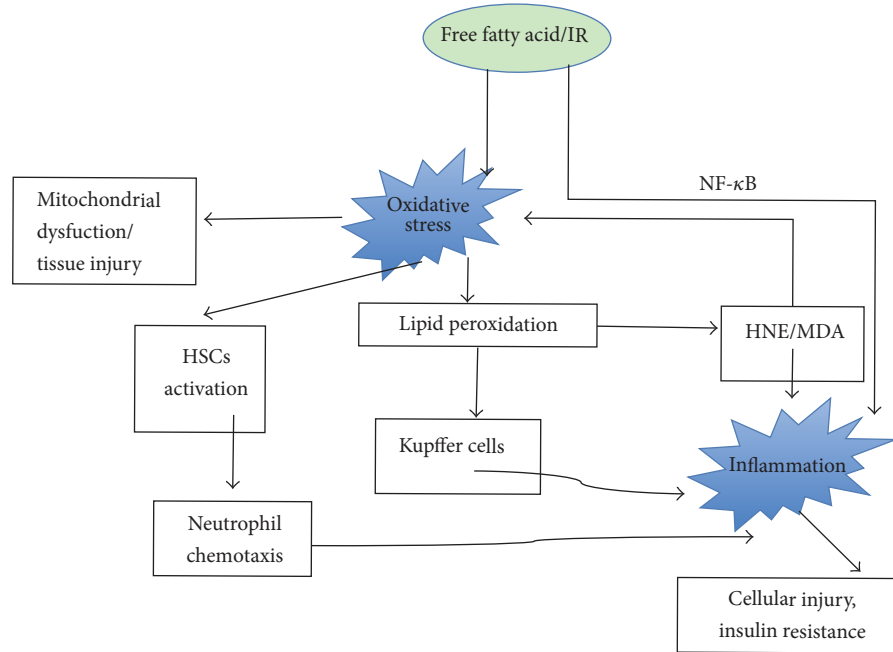 Free fatty acid/IR
NF-κB
Mitochondrial
dysfuction/
tissue injury
Oxidative
stress
Lipid peroxidation
HNE/MDA
HSCs
activation
Kupffer cells
Inflammation
Neutrophil
chemotaxis
Cellular injury,
insulin resistance